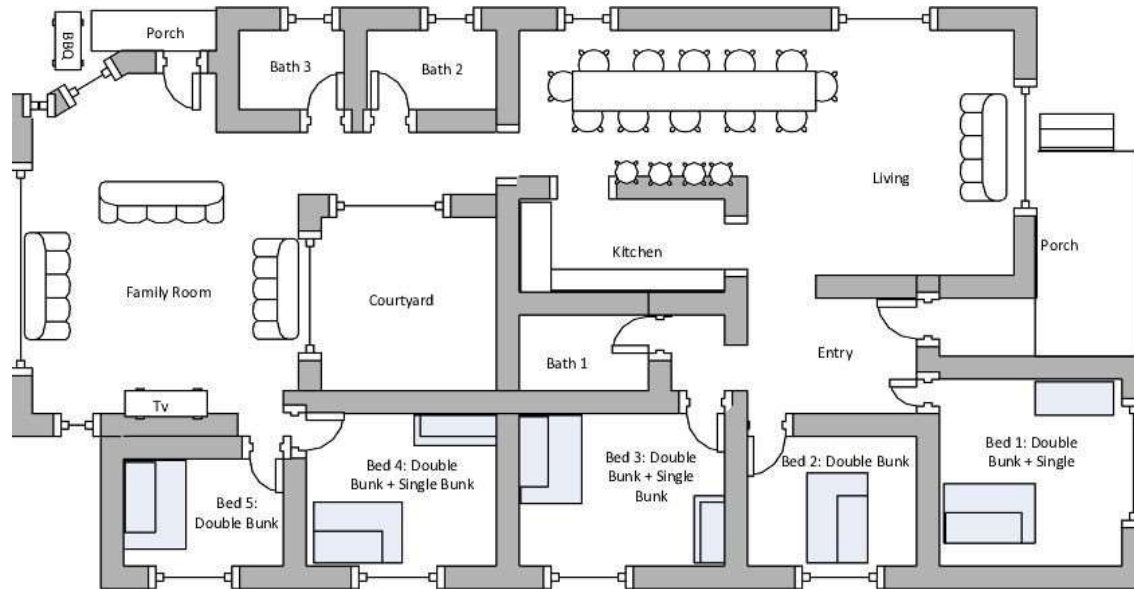 BBQ
Porch
Bath 3
Bath 2
Living
Porch
Kitchen
Family Room
Courtyard
Bath 1
Entry
Tv
Bed 5:
Double Bunk
Bed 4: Double
Bunk + Single Bunk
Bed 3: Double
Bunk + Single
Bunk
Bed 2: Double Bunk
Bed 1: Double
Bunk + Single